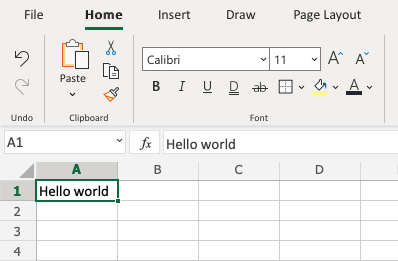 File Home Insert Draw Page Layout
Paste
Calibri 11 A A
B I U D ab A
Undo Clipboard Font
A1 fx Hello world
A B C D
1 Hello world
2
3
4